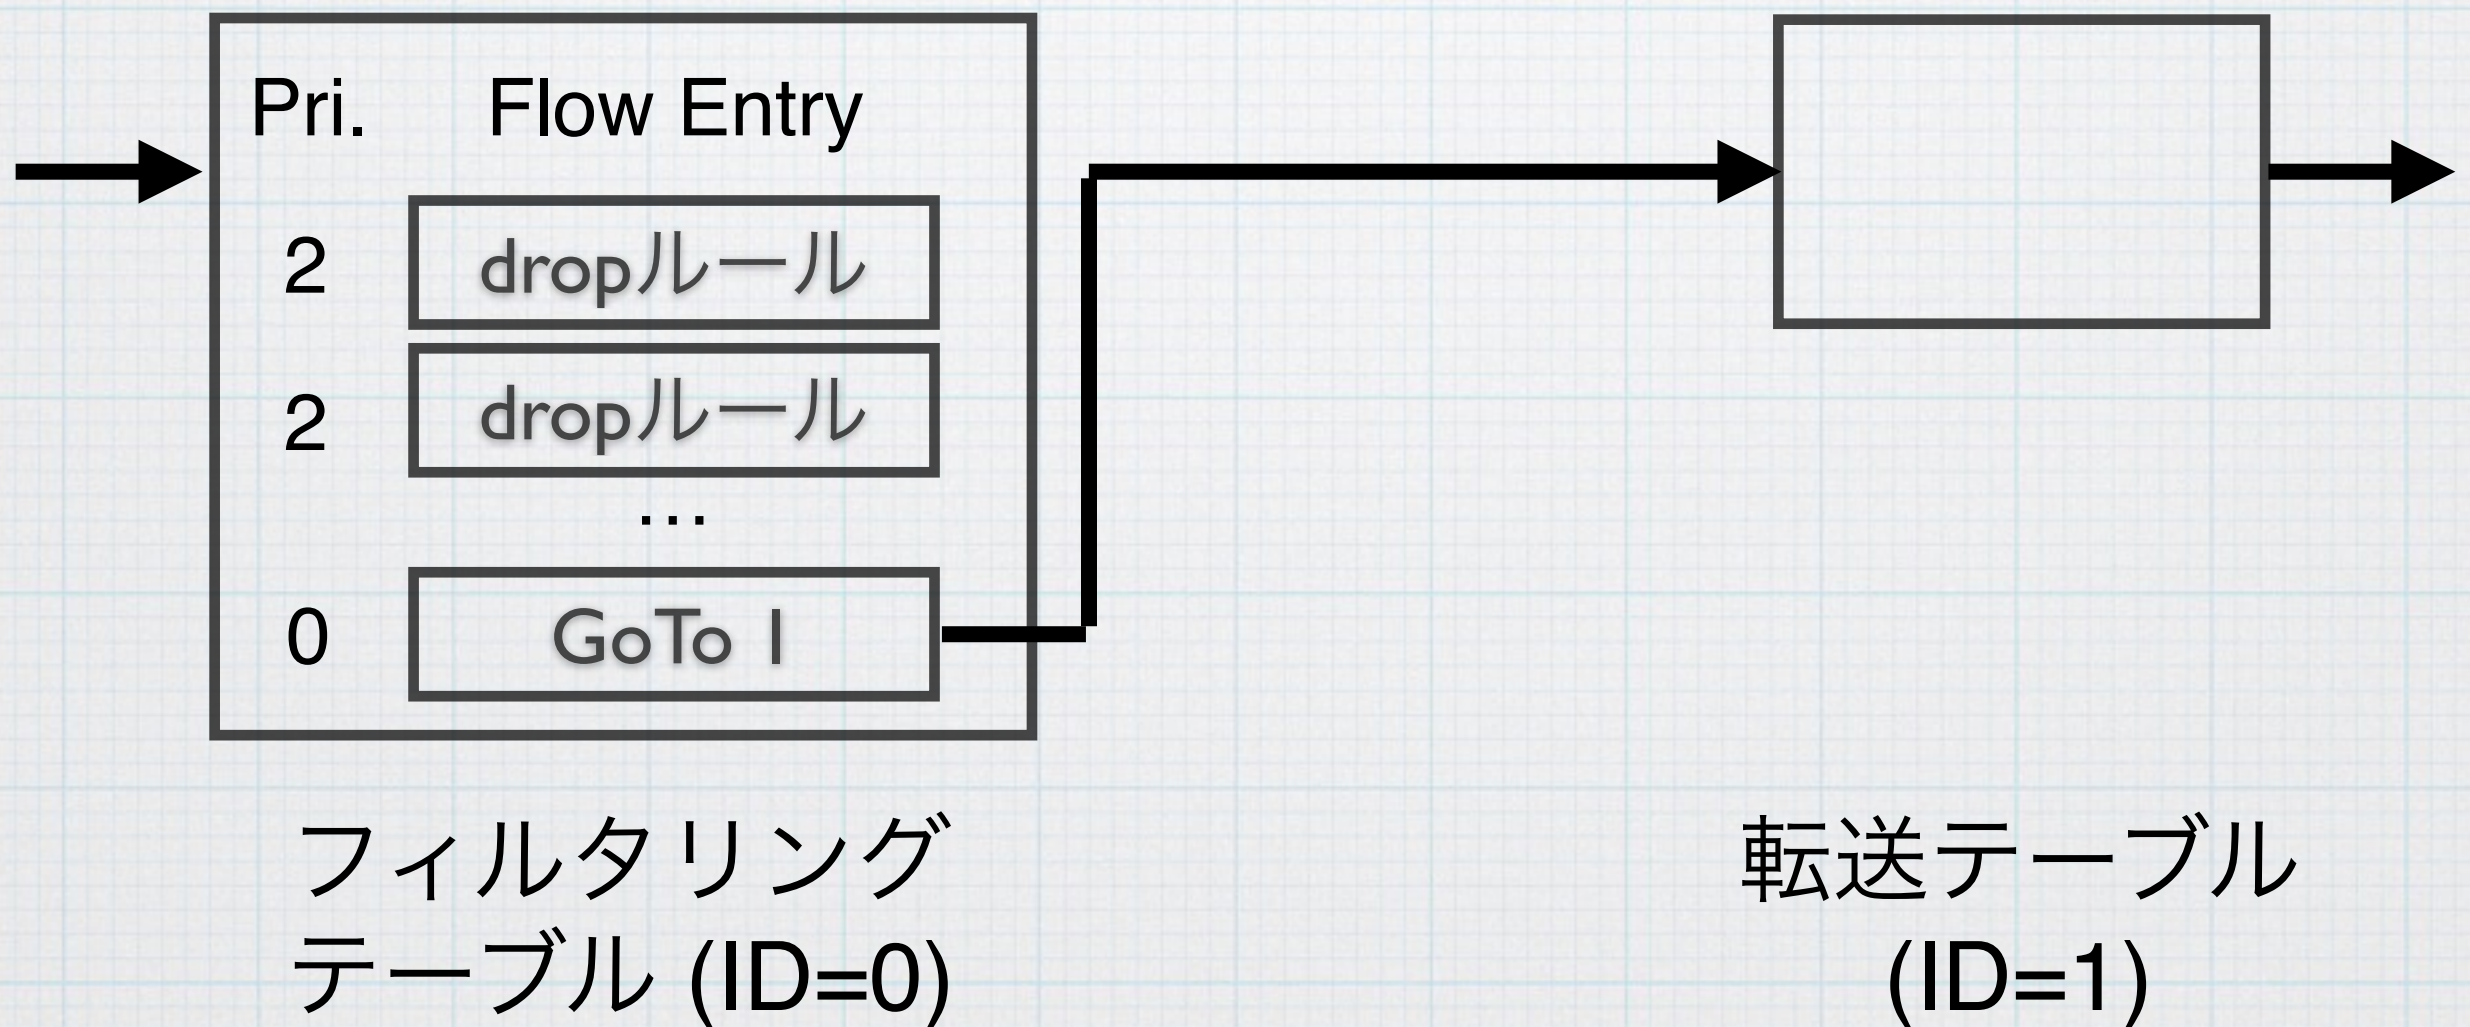 Pri. Flow Entry
2 dropルール
2 dropルール
…
0 GoTo 1
フィルタリング
テーブル (ID=0)
転送テーブル
(ID=1)